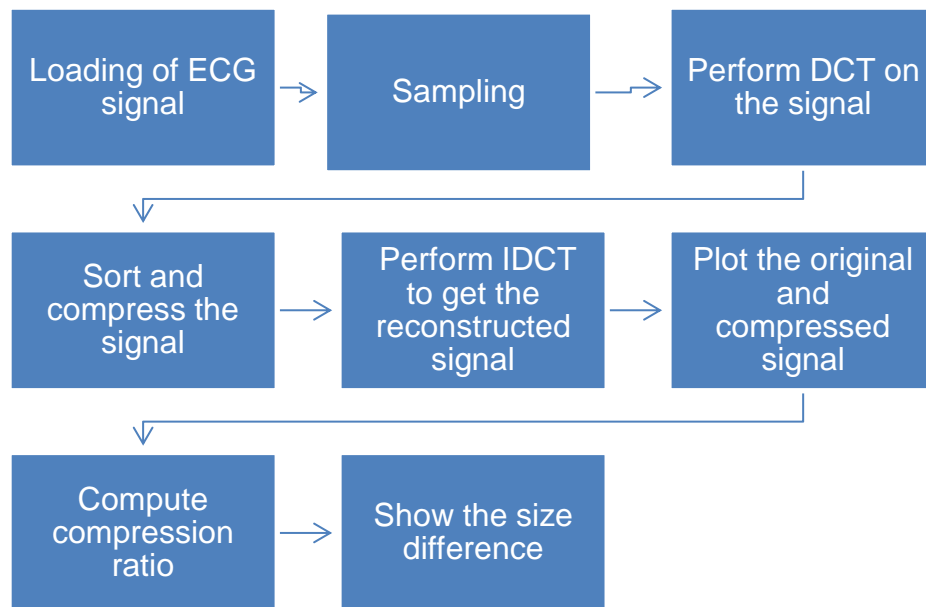 Loading of ECG
signal
Sampling
Perform DCT on
the signal
Sort and
compress the
signal
Perform IDCT
to get the
reconstructed
signal
Plot the original
and
compressed
signal
Compute
compression
ratio
Show the size
difference